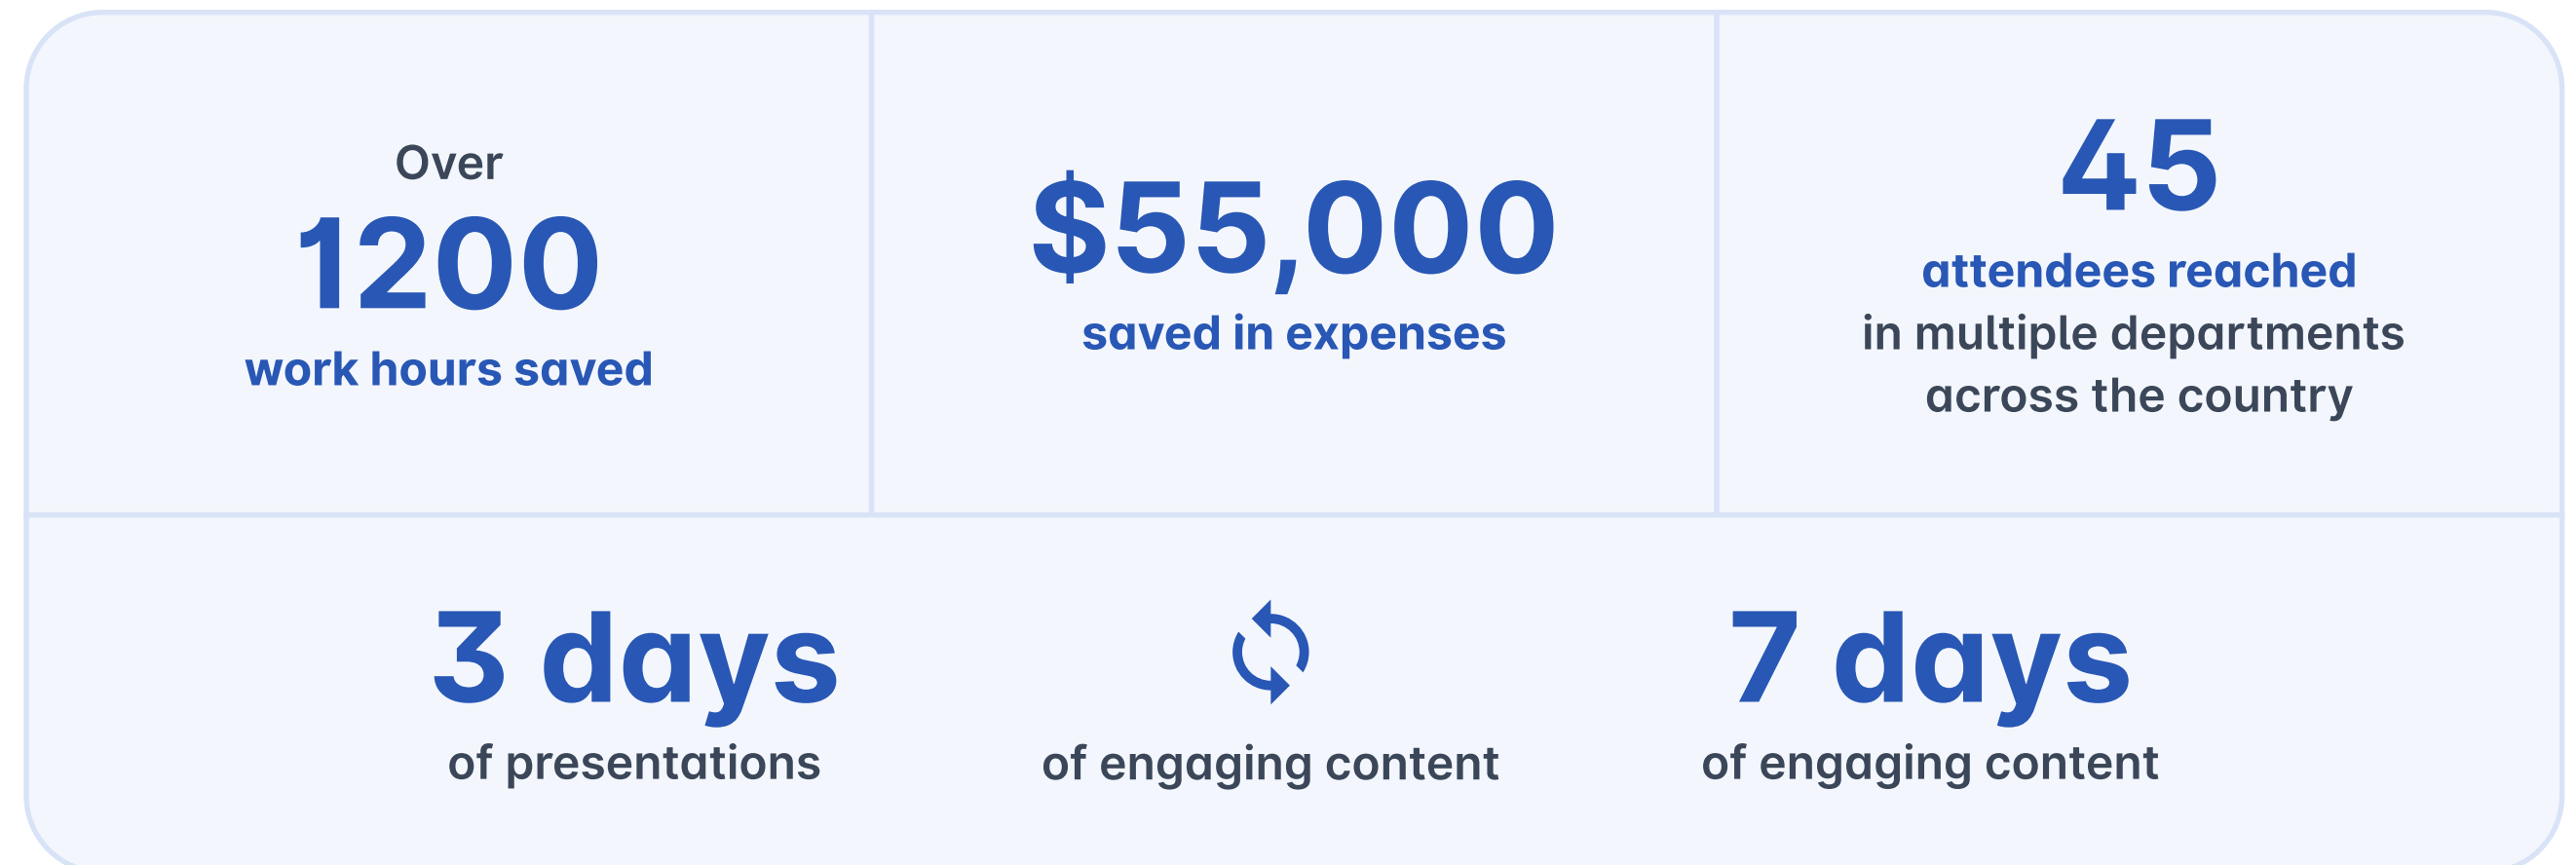 Over
1200
work hours saved
$55,000
saved in expenses
45
attendees reached
in multiple departments
across the country
3 days
of presentations
of engaging content
7 days
of engaging content